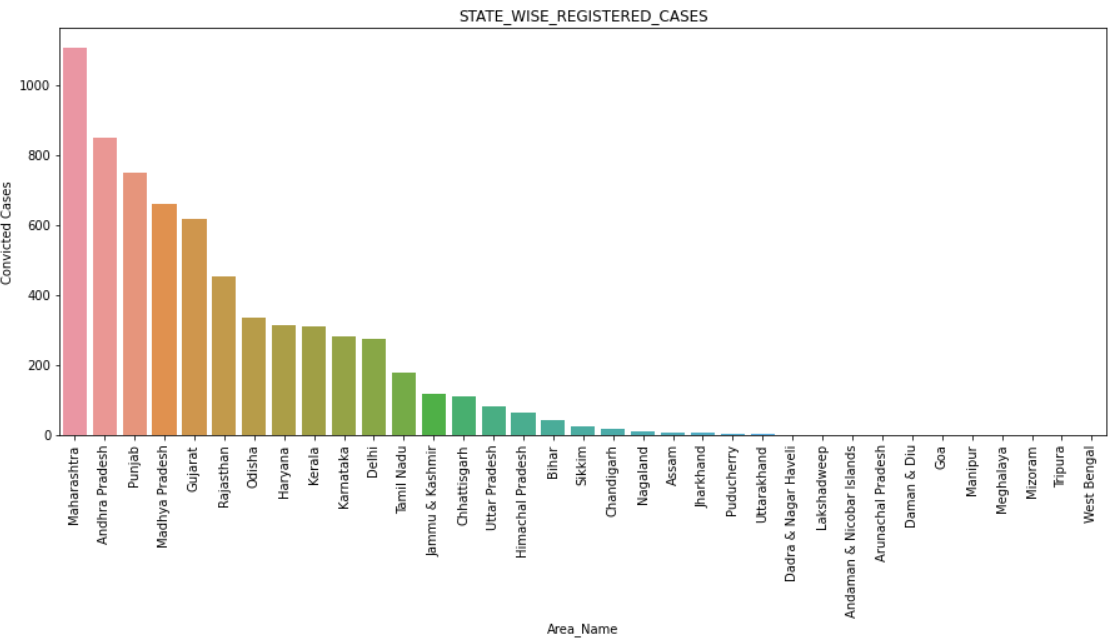 STATE_WISE_REGISTERED_CASES
Convicted Cases
1000
800
600
400
200
0
Maharashtra
Andhra Pradesh
Punjab
Madhya Pradesh
Gujarat
Rajasthan
Odisha
Haryana
Kerala
Karnataka
Delhi
Tamil Nadu
Jammu & Kashmir
Chhattisgarh
Uttar Pradesh
Himachal Pradesh
Bihar
Sikkim
Chandigarh
Nagaland
Assam
Jharkhand
Puducherry
Uttarakhand
Dadra & Nagar Haveli
Lakshadweep
Andaman & Nicobar Islands
Arunachal Pradesh
Daman & Diu
Goa
Manipur
Meghalaya
Mizoram
Tripura
West Bengal
Area_Name